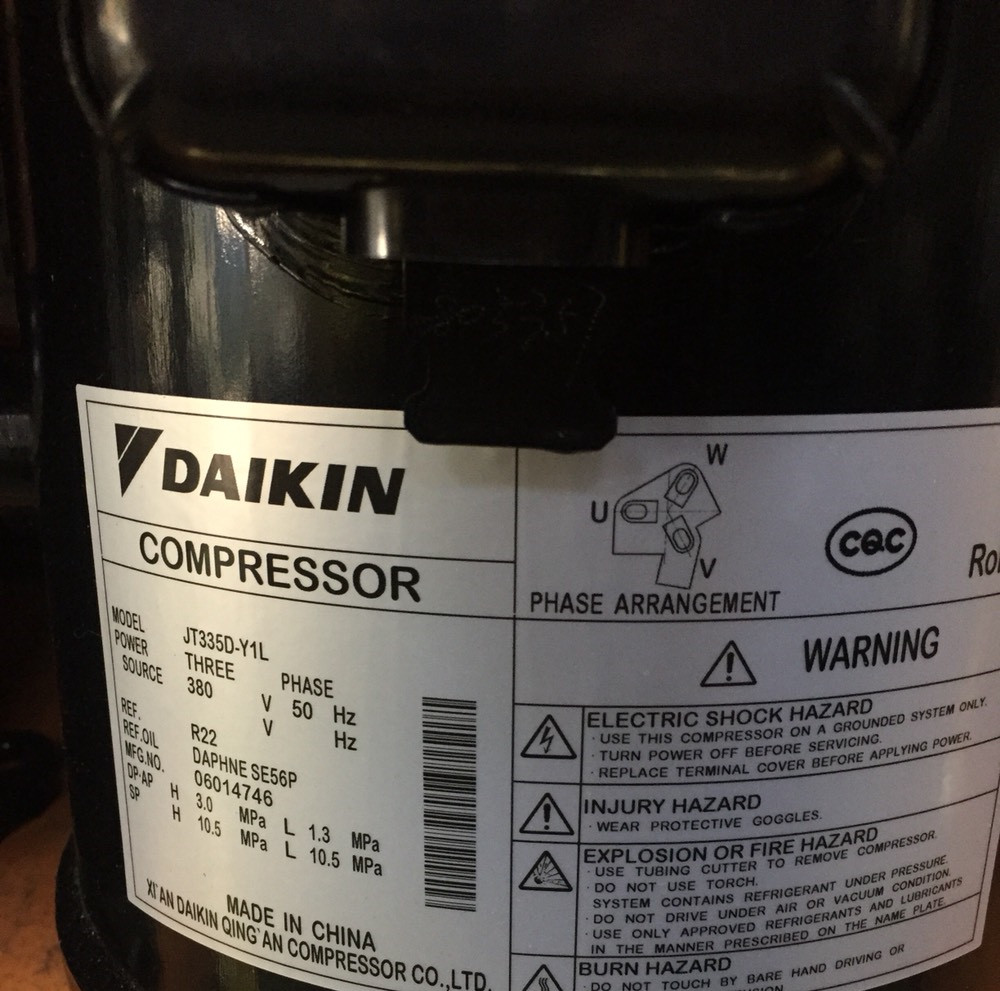 DAIKIN
COMPRESSOR
MODEL JT335D-Y1L
POWER THREE PHASE
SOURCE 380 V 50 Hz
V Hz
REF. R22
REF.OIL DAPHNE SE56P
MFG.NO. 06014746
DP·AP H 3.0 MPa L 1.3 MPa
SP H 10.5 MPa L 10.5 MPa
MADE IN CHINA
XI'AN DAIKIN QING'AN COMPRESSOR CO.,LTD.
W
U
V
PHASE ARRANGEMENT
CQC
WARNING
ELECTRIC SHOCK HAZARD
· USE THIS COMPRESSOR ON A GROUNDED SYSTEM ONLY.
· TURN POWER OFF BEFORE SERVICING.
· REPLACE TERMINAL COVER BEFORE APPLYING POWER.
INJURY HAZARD
· WEAR PROTECTIVE GOGGLES.
EXPLOSION OR FIRE HAZARD
· USE TUBING CUTTER TO REMOVE COMPRESSOR.
· DO NOT USE TORCH.
SYSTEM CONTAINS REFRIGERANT UNDER PRESSURE.
· DO NOT DRIVE UNDER AIR OR VACUUM CONDITION.
· USE ONLY APPROVED REFRIGERANTS AND LUBRICANTS
IN THE MANNER PRESCRIBED ON THE NAME PLATE.
BURN HAZARD
· DO NOT TOUCH BY BARE HAND DRIVING OR